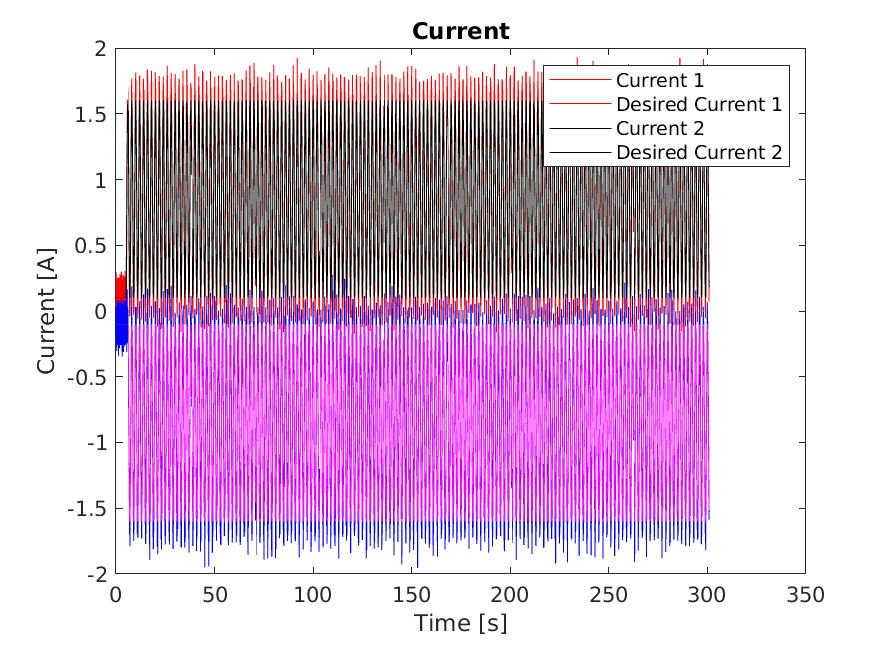 Current
2
1.5
1
0.5
0
-0.5
-1
-1.5
-2
Current [A]
Current 1
Desired Current 1
Current 2
Desired Current 2
0 50 100 150 200 250 300 350
Time [s]